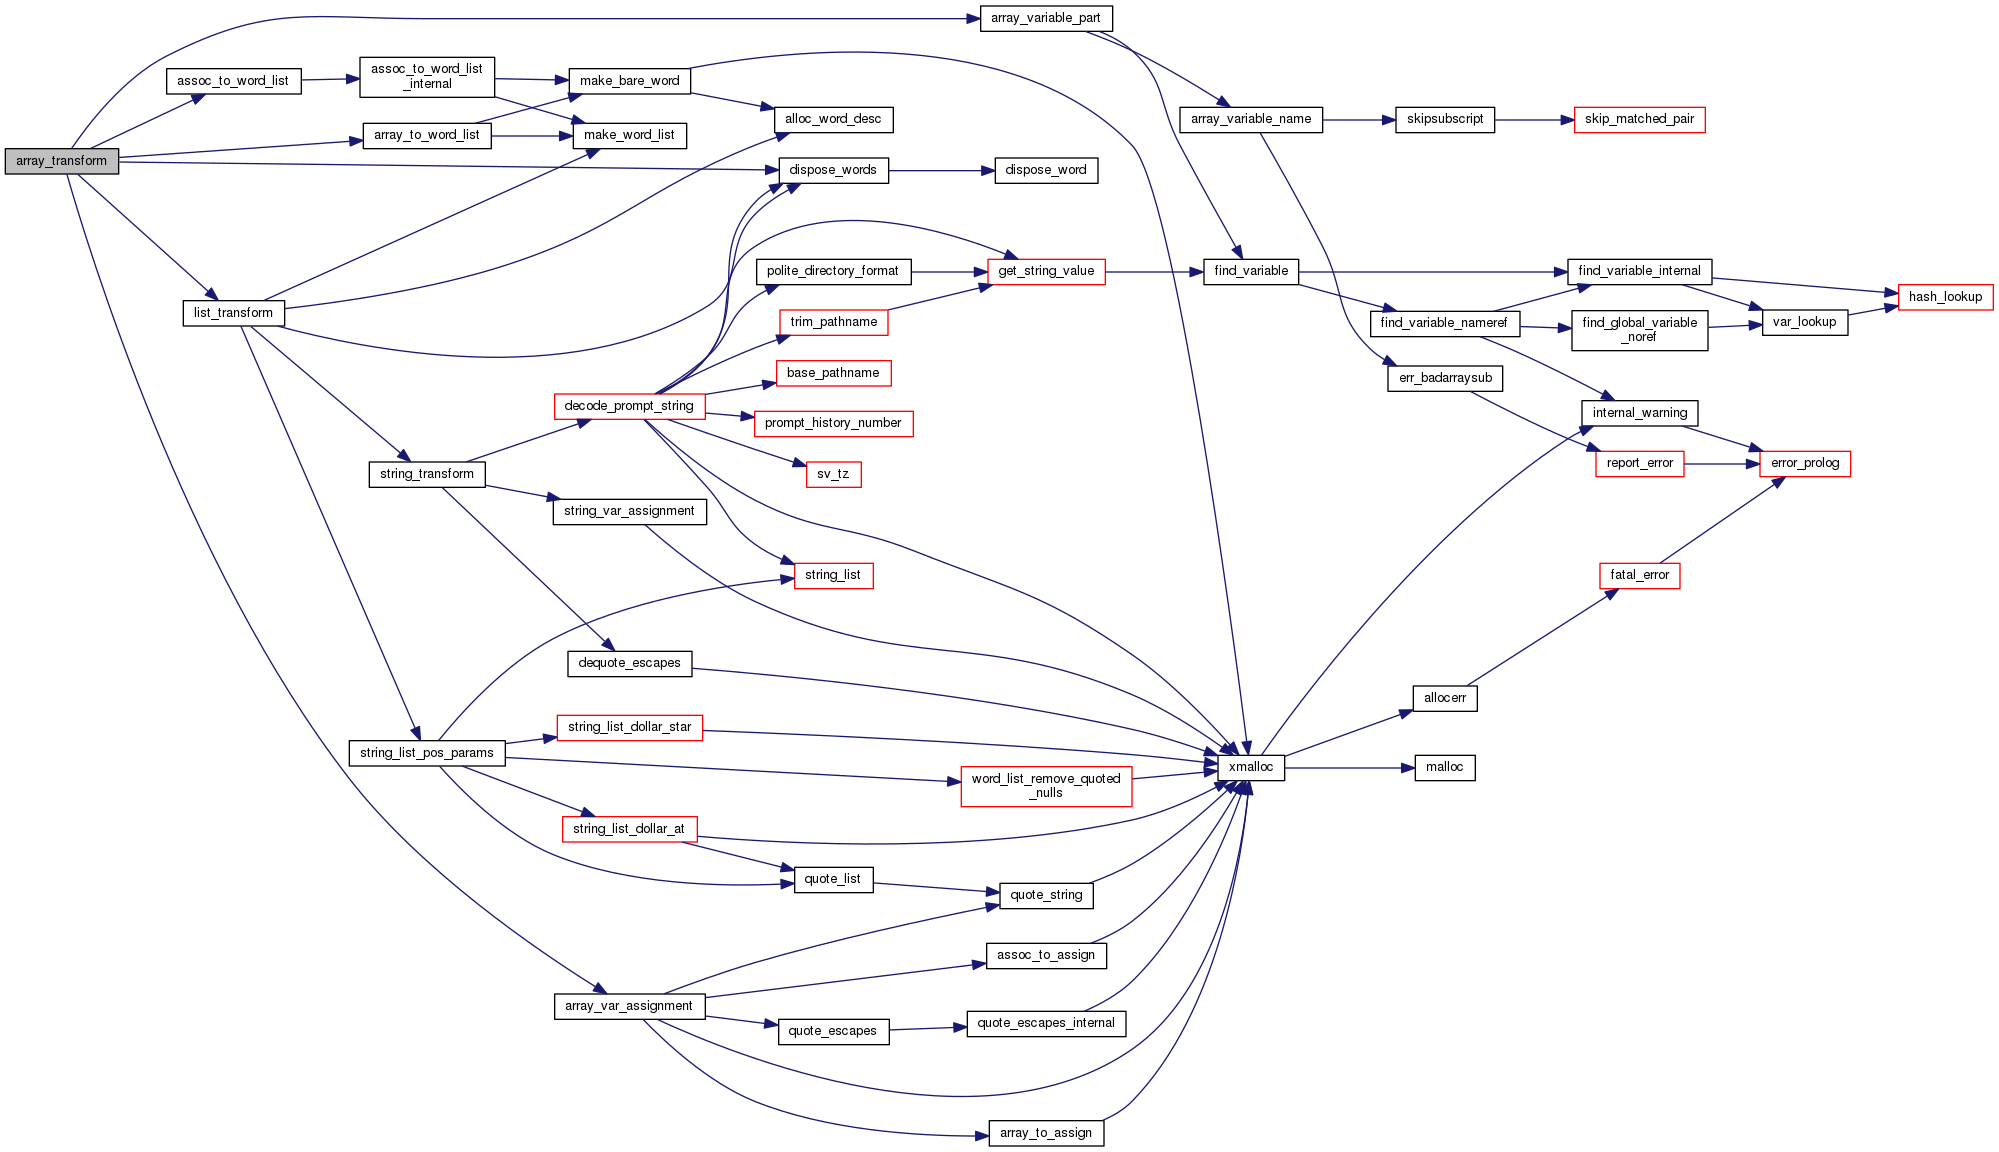 array_transform
assoc_to_word_list
array_to_word_list
list_transform
assoc_to_word_list
_internal
string_transform
string_list_pos_params
make_bare_word
make_word_list
decode_prompt_string
string_var_assignment
dequote_escapes
string_list_dollar_star
string_list_dollar_at
array_var_assignment
alloc_word_desc
dispose_words
polite_directory_format
trim_pathname
base_pathname
prompt_history_number
sv_tz
string_list
quote_list
quote_escapes
array_variable_part
dispose_word
get_string_value
word_list_remove_quoted
_nulls
quote_string
assoc_to_assign
quote_escapes_internal
array_to_assign
array_variable_name
find_variable
xmalloc
skipsubscript
find_variable_nameref
err_badarraysub
allocerr
malloc
skip_matched_pair
find_variable_internal
find_global_variable
_noref
internal_warning
report_error
fatal_error
var_lookup
error_prolog
hash_lookup